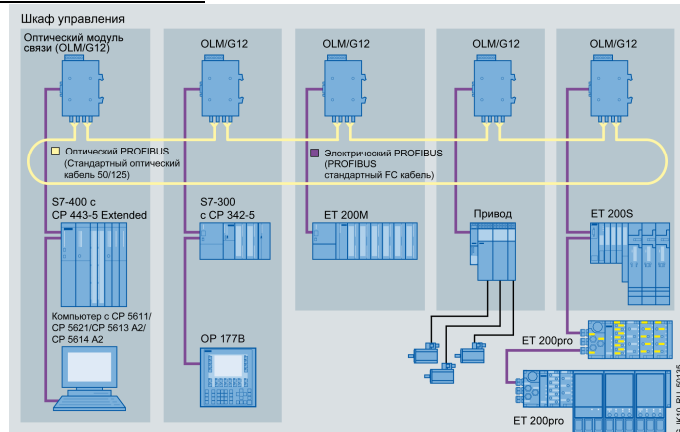 Шкаф управления
Оптический модуль
связи (OLM/G12)
OLM/G12
OLM/G12
OLM/G12
OLM/G12
Оптический PROFIBUS
(Стандартный оптический
кабель 50/125)
Электрический PROFIBUS
(PROFIBUS
стандартный FC кабель)
S7-400 с
CP 443-5 Extended
S7-300
с CP 342-5
ET 200M
Привод
ET 200S
Компьютер с CP 5611/
CP 5621/CP 5613 A2/
CP 5614 A2
OP 177B
ET 200pro
ET 200pro